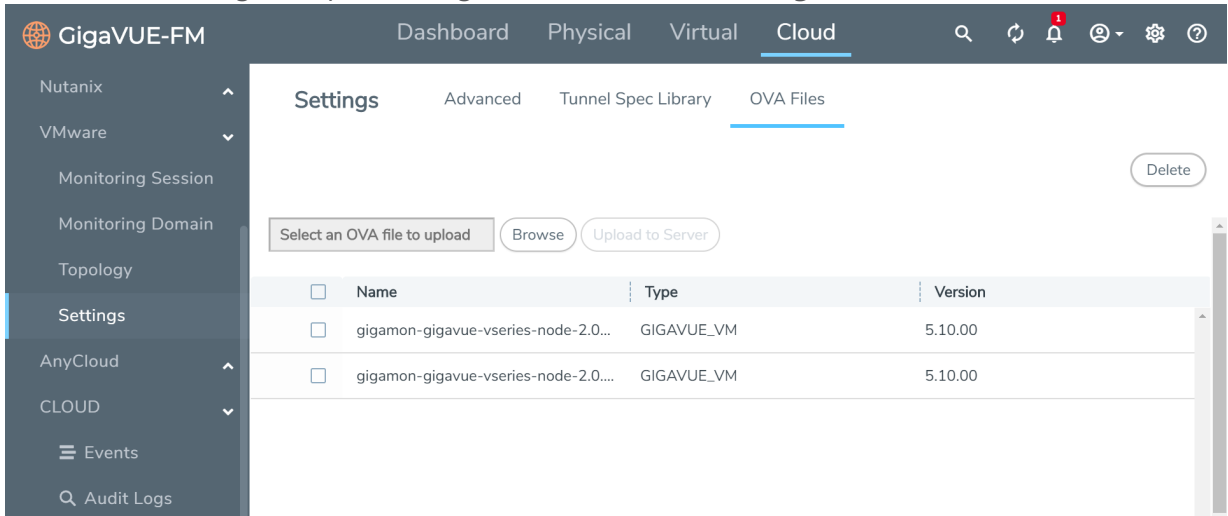 GigaVUE-FM
Dashboard Physical Virtual Cloud
1
Nutanix
VMware
Monitoring Session
Monitoring Domain
Topology
Settings
AnyCloud
CLOUD
Events
Audit Logs
Settings Advanced Tunnel Spec Library OVA Files
Delete
Select an OVA file to upload Browse Upload to Server
Name Type Version
gigamon-gigavue-vseries-node-2.0... GIGAVUE_VM 5.10.00
gigamon-gigavue-vseries-node-2.0.... GIGAVUE_VM 5.10.00